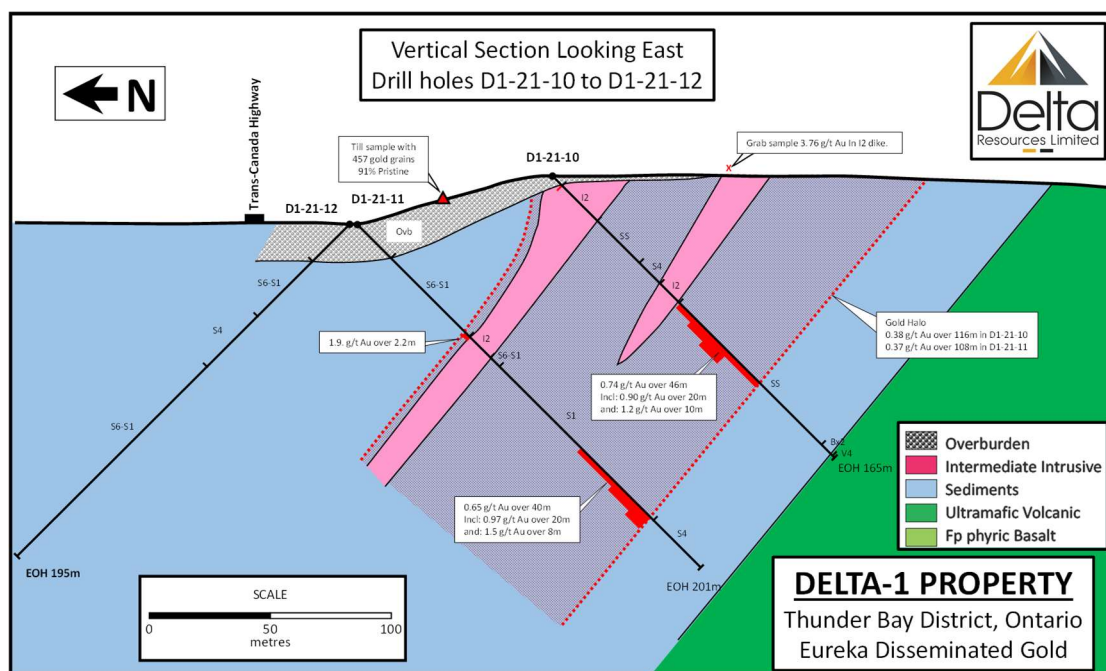 Vertical Section Looking East
Drill holes D1-21-10 to D1-21-12
N
Delta
Resources Limited
Trans-Canada Highway
Till sample with
457 gold grains
91% Pristine
D1-21-10
Grab sample 3.76 g/t Au In I2 dike.
x
D1-21-12
D1-21-11
Ovb
I2
S6-S1
S5
S4
I2
S6-S1
S4
1.9. g/t Au over 2.2m
I2
S6-S1
Gold Halo
0.38 g/t Au over 116m in D1-21-10
0.37 g/t Au over 108m in D1-21-11
0.74 g/t Au over 46m
Incl: 0.90 g/t Au over 20m
and: 1.2 g/t Au over 10m
S5
S6-S1
S1
Bx2
V4
EOH 165m
0.65 g/t Au over 40m
Incl: 0.97 g/t Au over 20m
and: 1.5 g/t Au over 8m
S4
EOH 195m
EOH 201m
Overburden
Intermediate Intrusive
Sediments
Ultramafic Volcanic
Fp phyric Basalt
SCALE
0 50 100
metres
DELTA-1 PROPERTY
Thunder Bay District, Ontario
Eureka Disseminated Gold